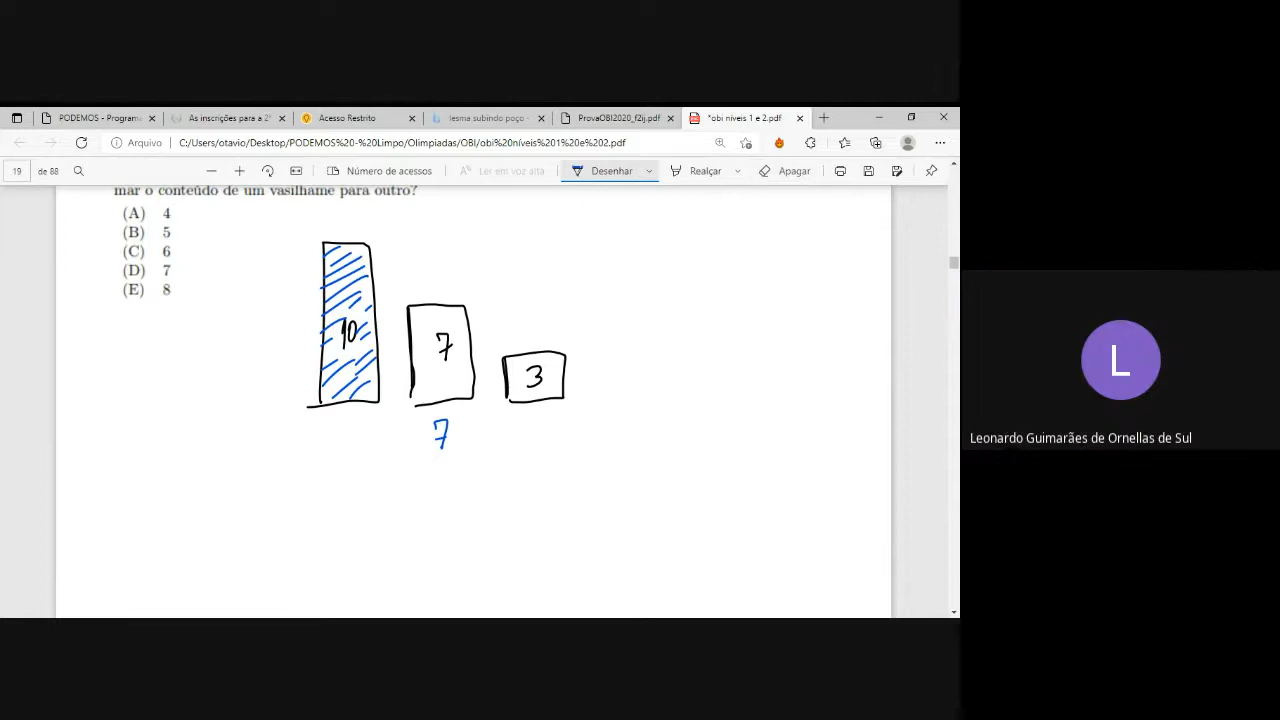 PODEMOS - Program
As inscrições para a 2ª
Acesso Restrito
lesma subindo poço -
ProvaOBI2020_f2ij.pdf
*obi níveis 1 e 2.pdf
Arquivo
C:/Users/otavio/Desktop/PODEMOS%20-%20Limpo/Olimpiadas/OBI/obi%20níveis%201%20e%202.pdf
19 de 88
Número de acessos
Ler em voz alta
Desenhar
Realçar
Apagar
mar o conteúdo de um vasilhame para outro?
(A) 4
(B) 5
(C) 6
(D) 7
(E) 8
10
7
3
7
L
Leonardo Guimarães de Ornellas de Sul